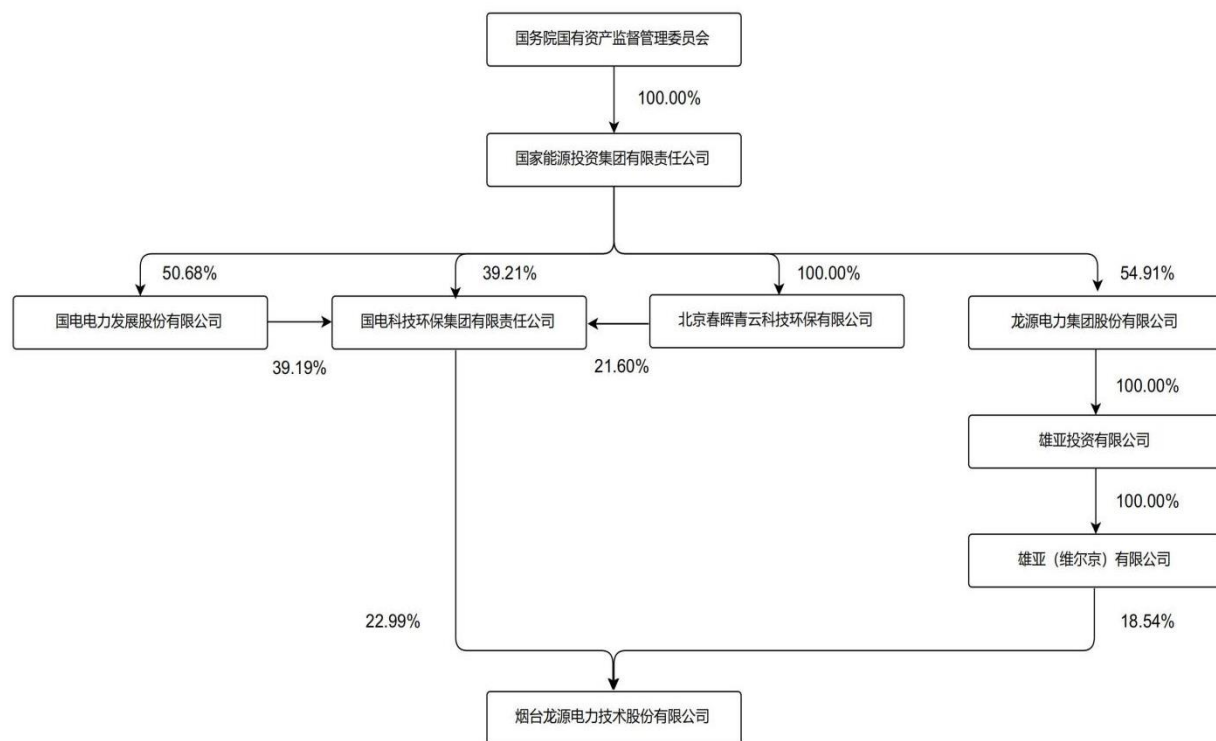 国务院国有资产监督管理委员会
100.00%
国家能源投资集团有限责任公司
50.68%
39.21%
100.00%
54.91%
国电电力发展股份有限公司
国电科技环保集团有限责任公司
北京春晖青云科技环保有限公司
龙源电力集团股份有限公司
39.19%
21.60%
100.00%
雄亚投资有限公司
100.00%
雄亚（维尔京）有限公司
22.99%
18.54%
烟台龙源电力技术股份有限公司